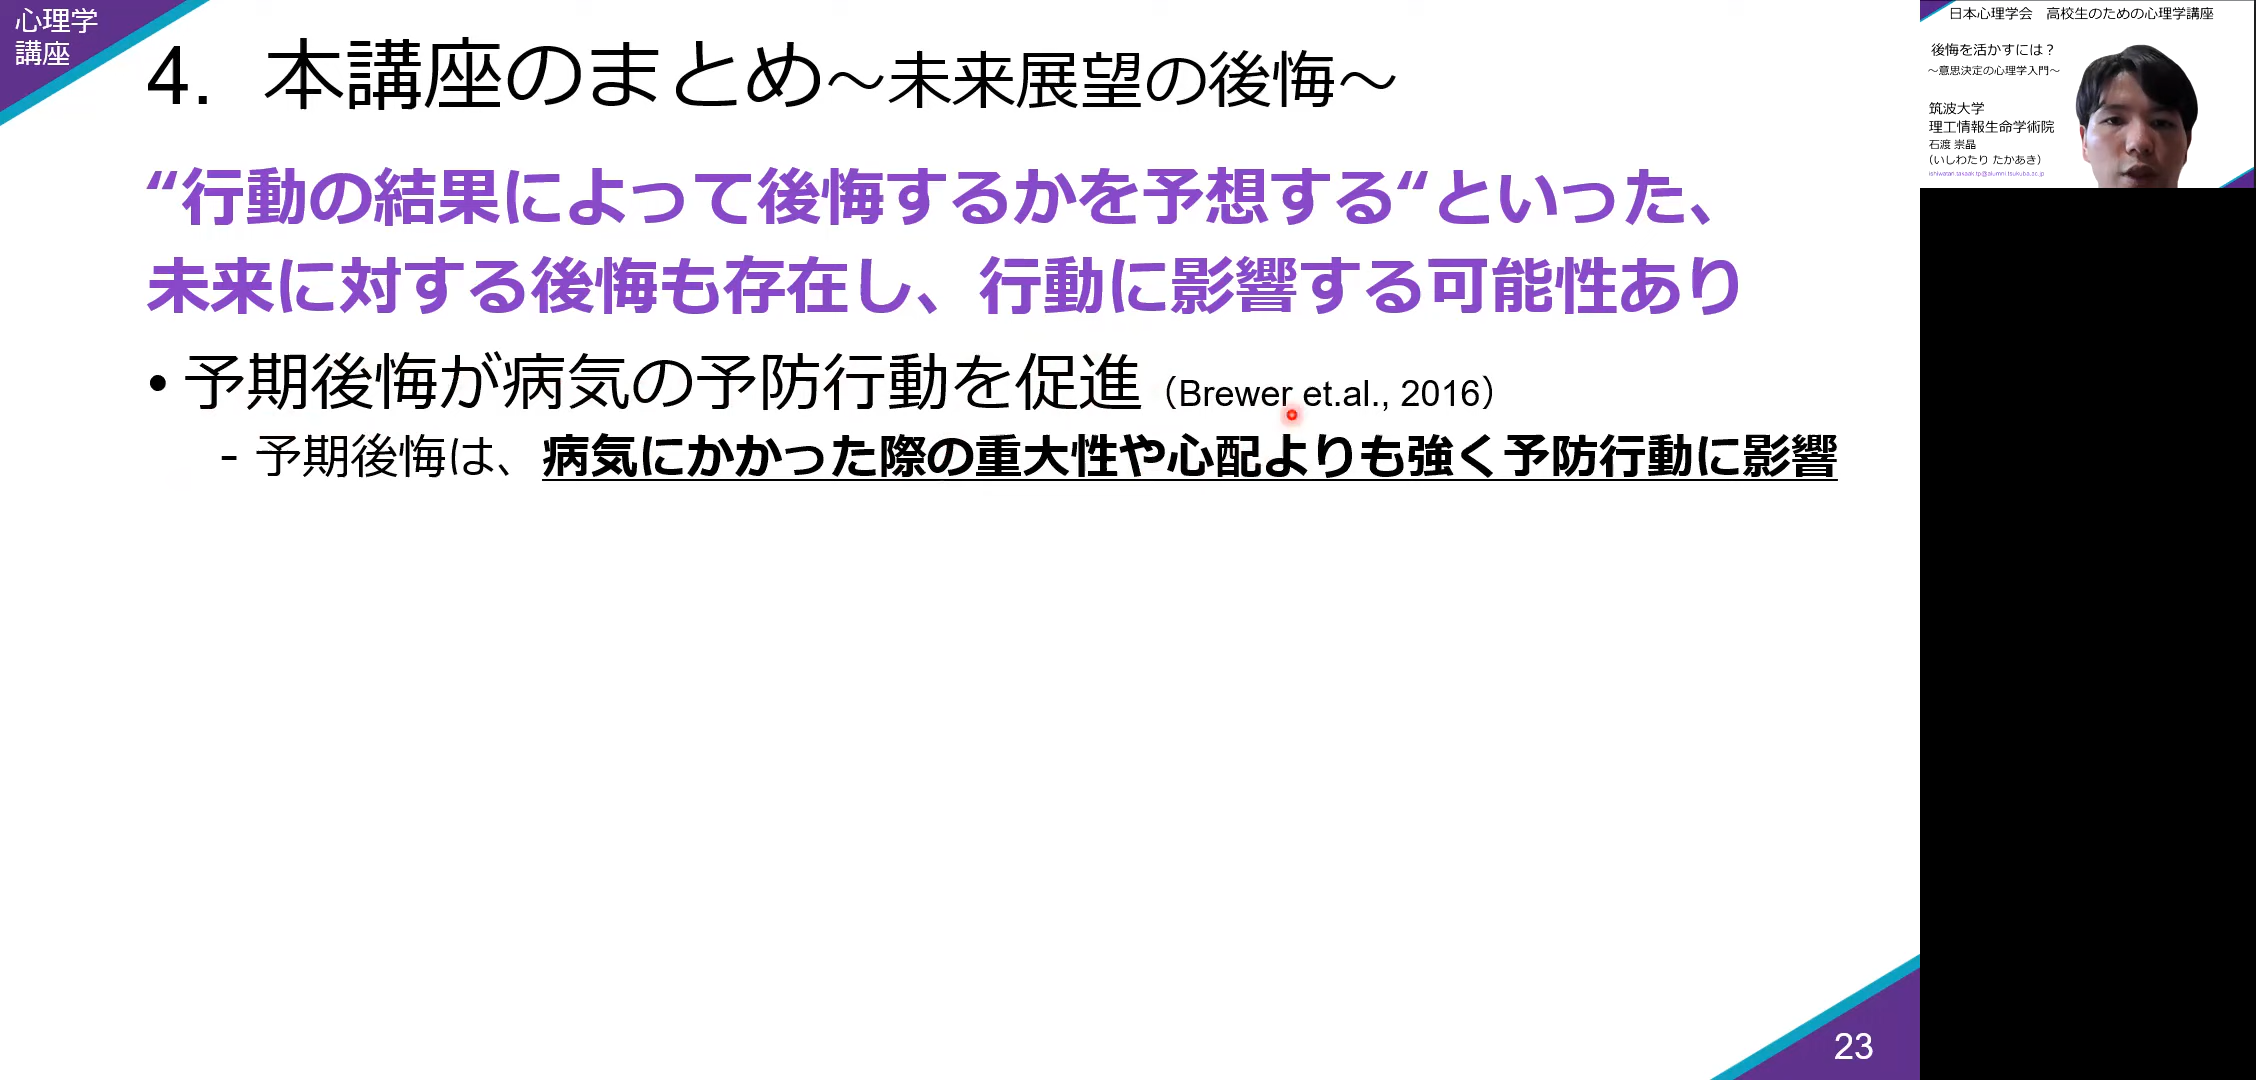 心理学
講座
4. 本講座のまとめ～未来展望の後悔～
“行動の結果によって後悔するかを予想する“といった、
未来に対する後悔も存在し、行動に影響する可能性あり
• 予期後悔が病気の予防行動を促進（Brewer et.al., 2016）
- 予期後悔は、病気にかかった際の重大性や心配よりも強く予防行動に影響
23
日本心理学会　高校生のための心理学講座
後悔を活かすには？
～意思決定の心理学入門～
筑波大学
理工情報生命学術院
石渡 崇晶
（いしわたり たかあき）